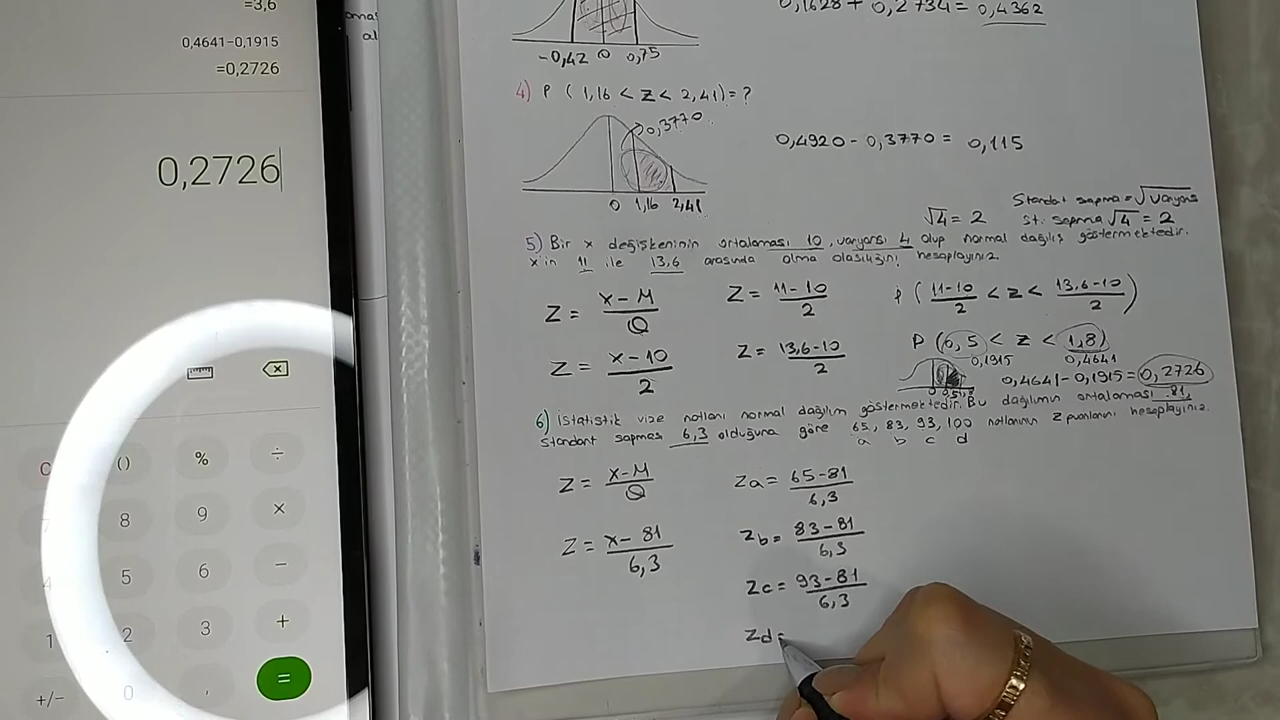 =3,6
0,4641-0,1915
=0,2726
0,2726
C () % ÷
7 8 9 ×
4 5 6 −
1 2 3 +
+/- 0 , =
al
0,1628 + 0,2734 = 0,4362
-0,42 0 0,75
4) P ( 1,16 < Z < 2,41) = ?
0,3770
0,4920 - 0,3770 = 0,115
0 1,16 2,41
Standart sapma = √varyans
√4 = 2 st. sapma √4 = 2
5) Bir x değişkeninin ortalaması 10, varyansı 4 olup normal dağılış göstermektedir.
x'in 11 ile 13,6 arasında olma olasılığını hesaplayınız
Z = x-M / Q
Z = 11-10 / 2
P ( 11-10 / 2 < Z < 13,6-10 / 2 )
Z = x-10 / 2
Z = 13,6-10 / 2
P (0,5 < Z < 1,8)
0,1915 0,4641
0,4641 - 0,1915 = 0,2726
6) İstatistik vize notları normal dağılım göstermektedir. Bu dağılımın ortalaması 81,
standart sapması 6,3 olduğuna göre 65, 83, 93, 100 notlarının Z puanlarını hesaplayınız.
a b c d
Z = x-M / Q
Za = 65-81 / 6,3
Z = x-81 / 6,3
Zb = 83-81 / 6,3
Zc = 93-81 / 6,3
Zd =